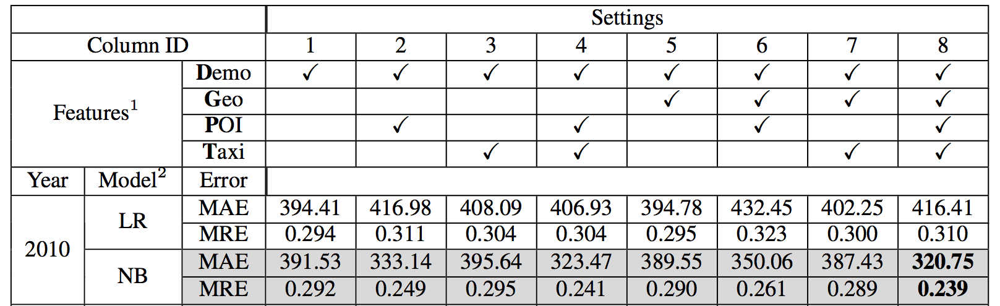 Settings
Column ID 1 2 3 4 5 6 7 8
Features1 Demo ✓ ✓ ✓ ✓ ✓ ✓ ✓ ✓
Geo ✓ ✓ ✓ ✓
POI ✓ ✓ ✓ ✓
Taxi ✓ ✓ ✓ ✓
Year Model2 Error
2010 LR MAE 394.41 416.98 408.09 406.93 394.78 432.45 402.25 416.41
MRE 0.294 0.311 0.304 0.304 0.295 0.323 0.300 0.310
NB MAE 391.53 333.14 395.64 323.47 389.55 350.06 387.43 320.75
MRE 0.292 0.249 0.295 0.241 0.290 0.261 0.289 0.239